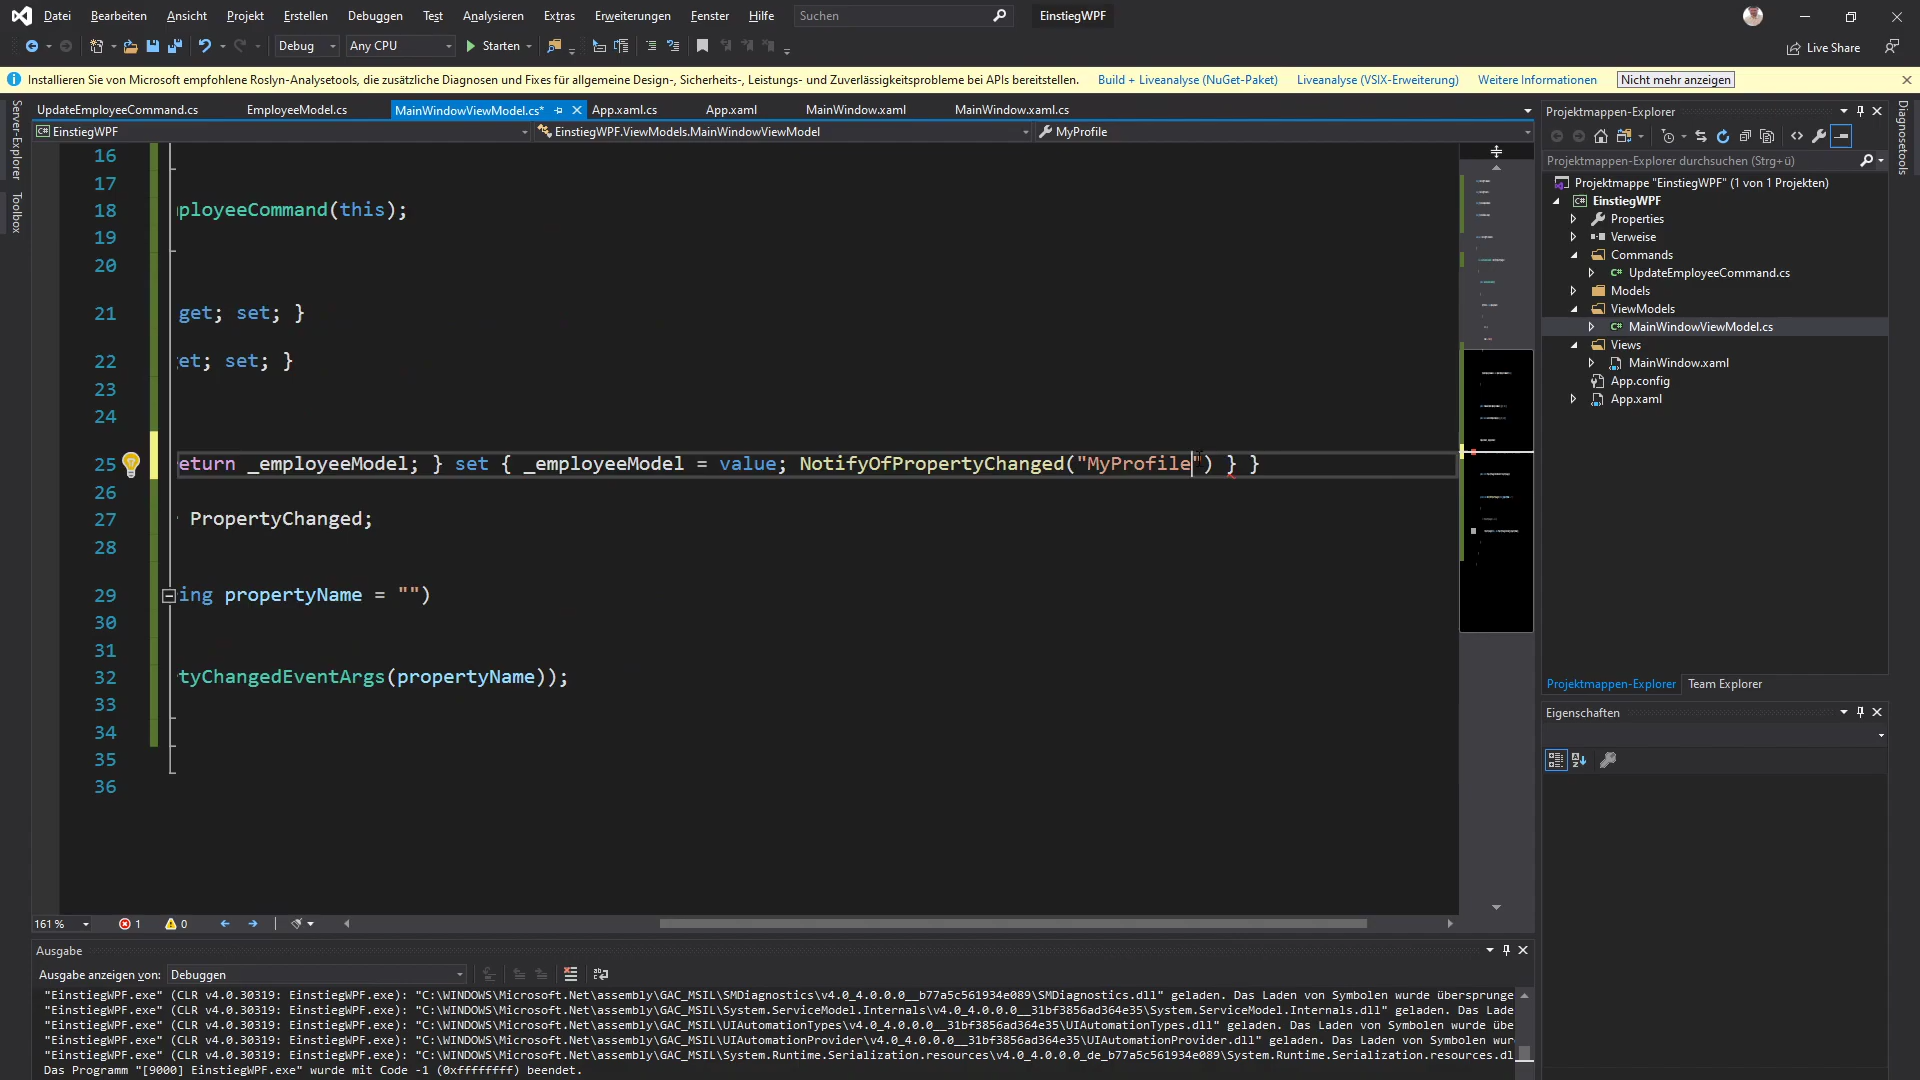 Datei Bearbeiten Ansicht Projekt Erstellen Debuggen Test Analysieren Extras Erweiterungen Fenster Hilfe Suchen EinstiegWPF
Debug Any CPU Starten Live Share
Installieren Sie von Microsoft empfohlene Roslyn-Analysetools, die zusätzliche Diagnosen und Fixes für allgemeine Design-, Sicherheits-, Leistungs- und Zuverlässigkeitsprobleme bei APIs bereitstellen. Build + Liveanalyse (NuGet-Paket) Liveanalyse (VSIX-Erweiterung) Weitere Informationen Nicht mehr anzeigen
Server-Explorer
Toolbox
UpdateEmployeeCommand.cs EmployeeModel.cs MainWindowViewModel.cs* App.xaml.cs App.xaml MainWindow.xaml MainWindow.xaml.cs
EinstiegWPF EinstiegWPF.ViewModels.MainWindowViewModel MyProfile
16
17
18 ployeeCommand(this);
19
20
21 get; set; }
22 et; set; }
23
24
25 eturn _employeeModel; } set { _employeeModel = value; NotifyOfPropertyChanged("MyProfile") } }
26
27 PropertyChanged;
28
29 ing propertyName = "")
30
31
32 tyChangedEventArgs(propertyName));
33
34
35
36
161 % 1 0
Ausgabe
Ausgabe anzeigen von: Debuggen
"EinstiegWPF.exe" (CLR v4.0.30319: EinstiegWPF.exe): "C:\WINDOWS\Microsoft.Net\assembly\GAC_MSIL\SMDiagnostics\v4.0_4.0.0.0__b77a5c561934e089\SMDiagnostics.dll" geladen. Das Laden von Symbolen wurde übersprunge
"EinstiegWPF.exe" (CLR v4.0.30319: EinstiegWPF.exe): "C:\WINDOWS\Microsoft.Net\assembly\GAC_MSIL\System.ServiceModel.Internals\v4.0_4.0.0.0__31bf3856ad364e35\System.ServiceModel.Internals.dll" geladen. Das Lade
"EinstiegWPF.exe" (CLR v4.0.30319: EinstiegWPF.exe): "C:\WINDOWS\Microsoft.Net\assembly\GAC_MSIL\UIAutomationTypes\v4.0_4.0.0.0__31bf3856ad364e35\UIAutomationTypes.dll" geladen. Das Laden von Symbolen wurde übe
"EinstiegWPF.exe" (CLR v4.0.30319: EinstiegWPF.exe): "C:\WINDOWS\Microsoft.Net\assembly\GAC_MSIL\UIAutomationProvider\v4.0_4.0.0.0__31bf3856ad364e35\UIAutomationProvider.dll" geladen. Das Laden von Symbolen wur
"EinstiegWPF.exe" (CLR v4.0.30319: EinstiegWPF.exe): "C:\WINDOWS\Microsoft.Net\assembly\GAC_MSIL\System.Runtime.Serialization.resources\v4.0_4.0.0.0_de_b77a5c561934e089\System.Runtime.Serialization.resources.dl
Das Programm "[9000] EinstiegWPF.exe" wurde mit Code -1 (0xffffffff) beendet.
Projektmappen-Explorer
Projektmappen-Explorer durchsuchen (Strg+ü)
Projektmappe "EinstiegWPF" (1 von 1 Projekten)
EinstiegWPF
Properties
Verweise
Commands
UpdateEmployeeCommand.cs
Models
ViewModels
MainWindowViewModel.cs
Views
MainWindow.xaml
App.config
App.xaml
Projektmappen-Explorer Team Explorer
Eigenschaften
Diagnosetools